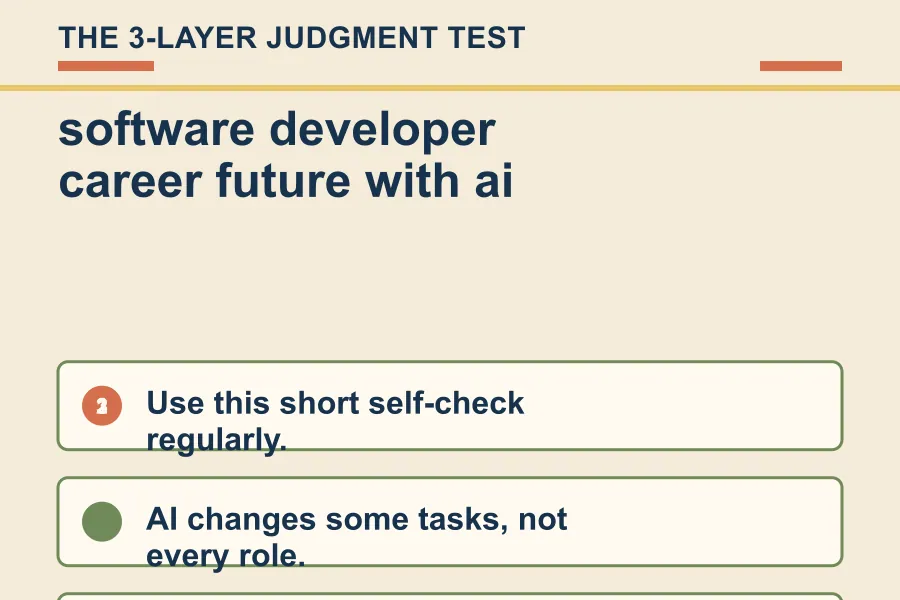 THE 3-LAYER JUDGMENT TEST
software developer
career future with ai
Use this short self-check
regularly.
AI changes some tasks, not
every role.